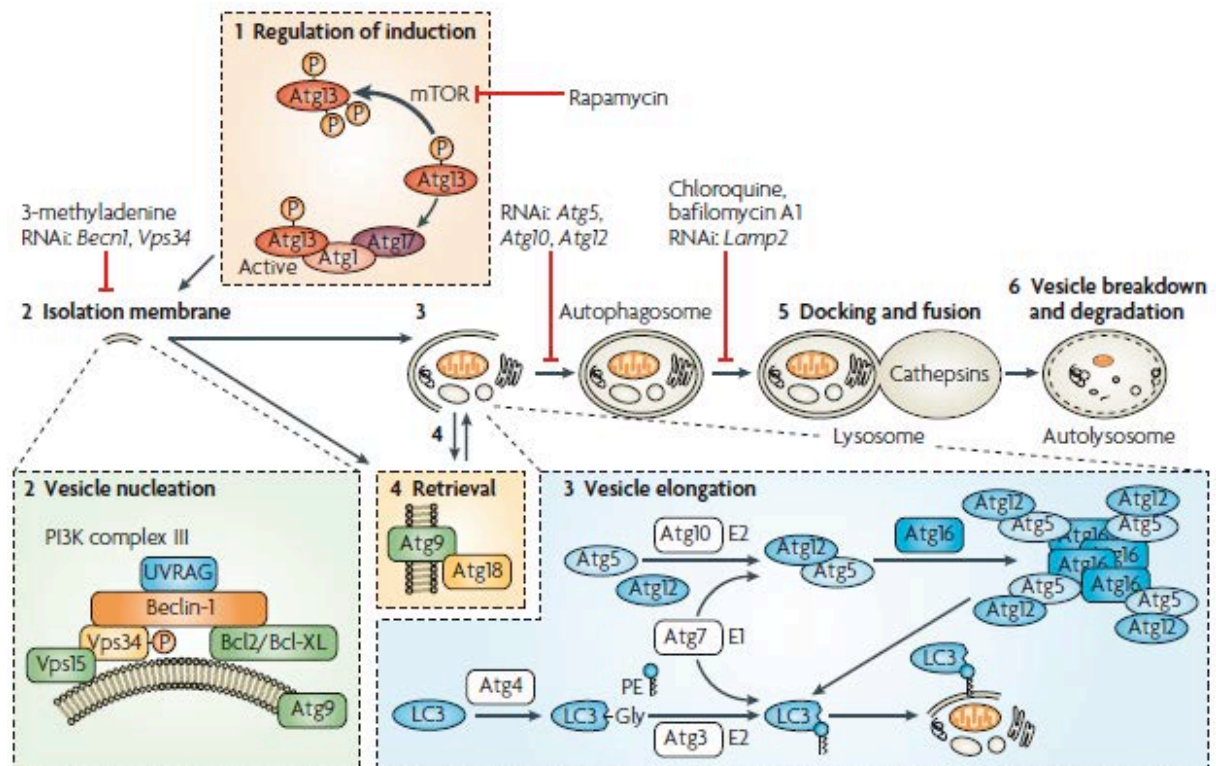 1 Regulation of induction
P
Atg13
P
P
mTOR
Rapamycin
P
Atg13
P
Atg13
Atg1
Atg17
Active
3-methyladenine
RNAi: Becn1, Vps34
RNAi: Atg5,
Atg10, Atg12
Chloroquine,
bafilomycin A1
RNAi: Lamp2
2 Isolation membrane
3
Autophagosome
5 Docking and fusion
6 Vesicle breakdown
and degradation
Cathepsins
4
Lysosome
Autolysosome
2 Vesicle nucleation
PI3K complex III
UVRAG
Beclin-1
Vps34
P
Bcl2/Bcl-XL
Vps15
Atg9
4 Retrieval
Atg9
Atg18
3 Vesicle elongation
Atg5
Atg12
Atg10 E2
Atg12
Atg5
Atg16
Atg12
Atg5
Atg12
Atg5
Atg16
Atg16
Atg16
Atg16
Atg5
Atg12
Atg5
Atg12
Atg7 E1
LC3
Atg4
LC3
Gly
PE
Atg3 E2
LC3
LC3